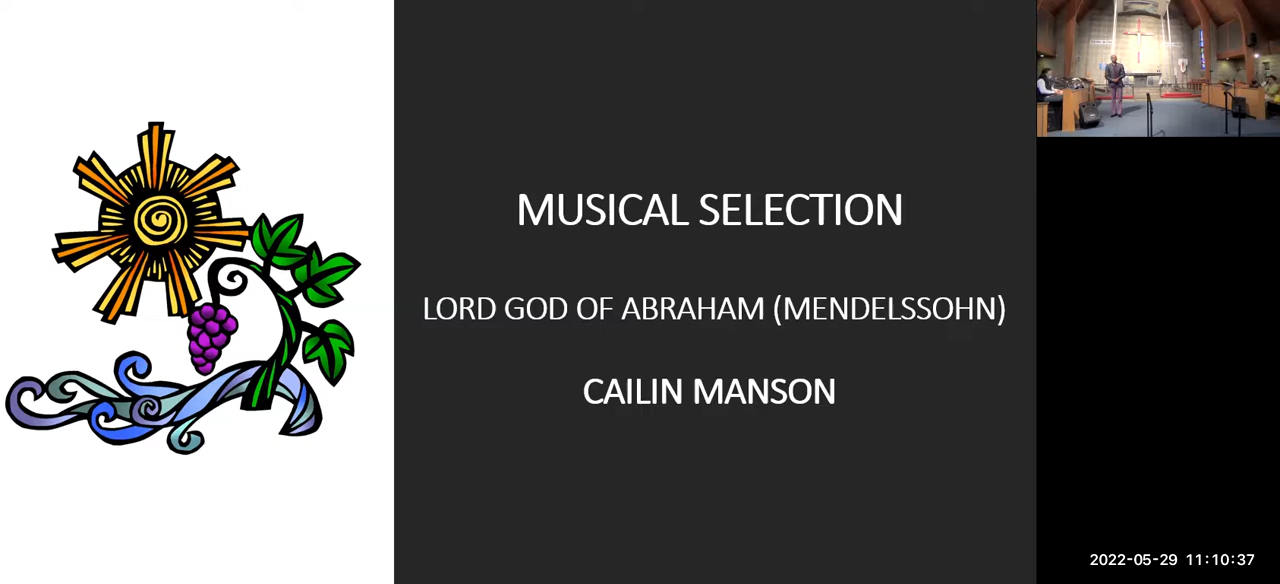 MUSICAL SELECTION
LORD GOD OF ABRAHAM (MENDELSSOHN)
CAILIN MANSON
2022-05-29 11:10:37